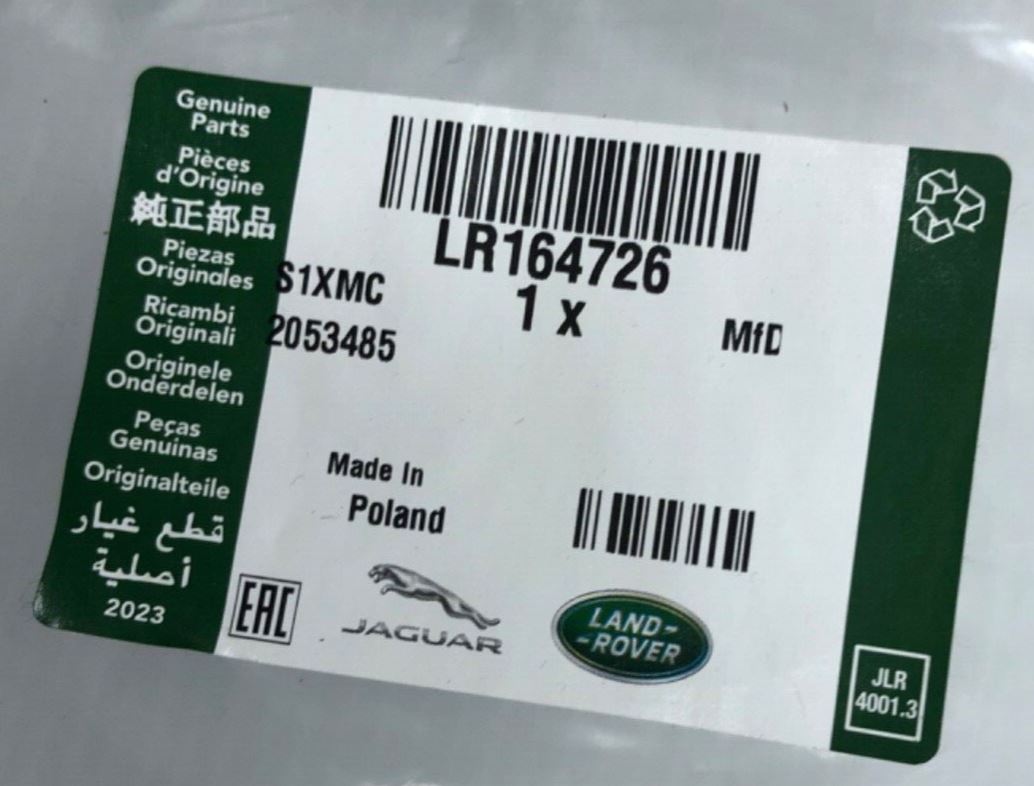 Genuine
Parts
Pièces
d'Origine
純正部品
Piezas
Originales
Ricambi
Originali
Originele
Onderdelen
Peças
Genuinas
Originalteile
قطع غيار
أصلية
2023
LR164726
S1XMC
1 x
2053485
MfD
Made In
Poland
EAC
JAGUAR
LAND-
-ROVER
JLR
4001.3